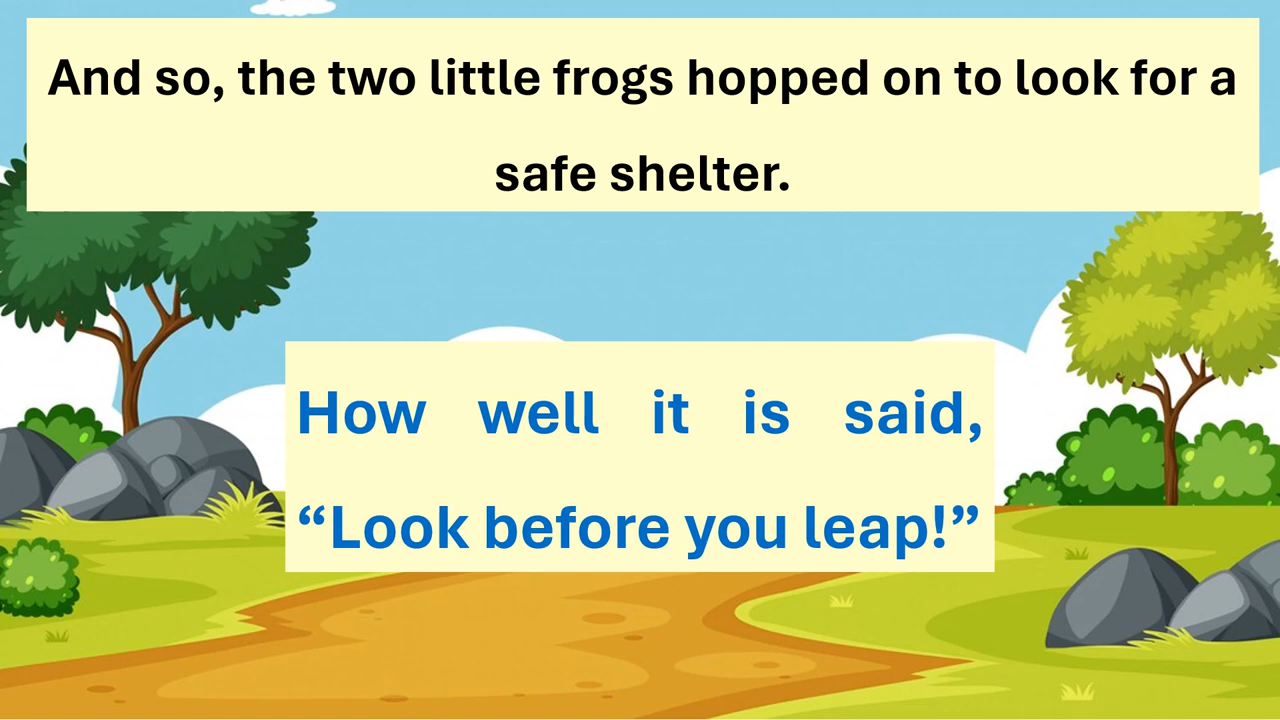 And so, the two little frogs hopped on to look for a
safe shelter.
How well it is said,
“Look before you leap!”